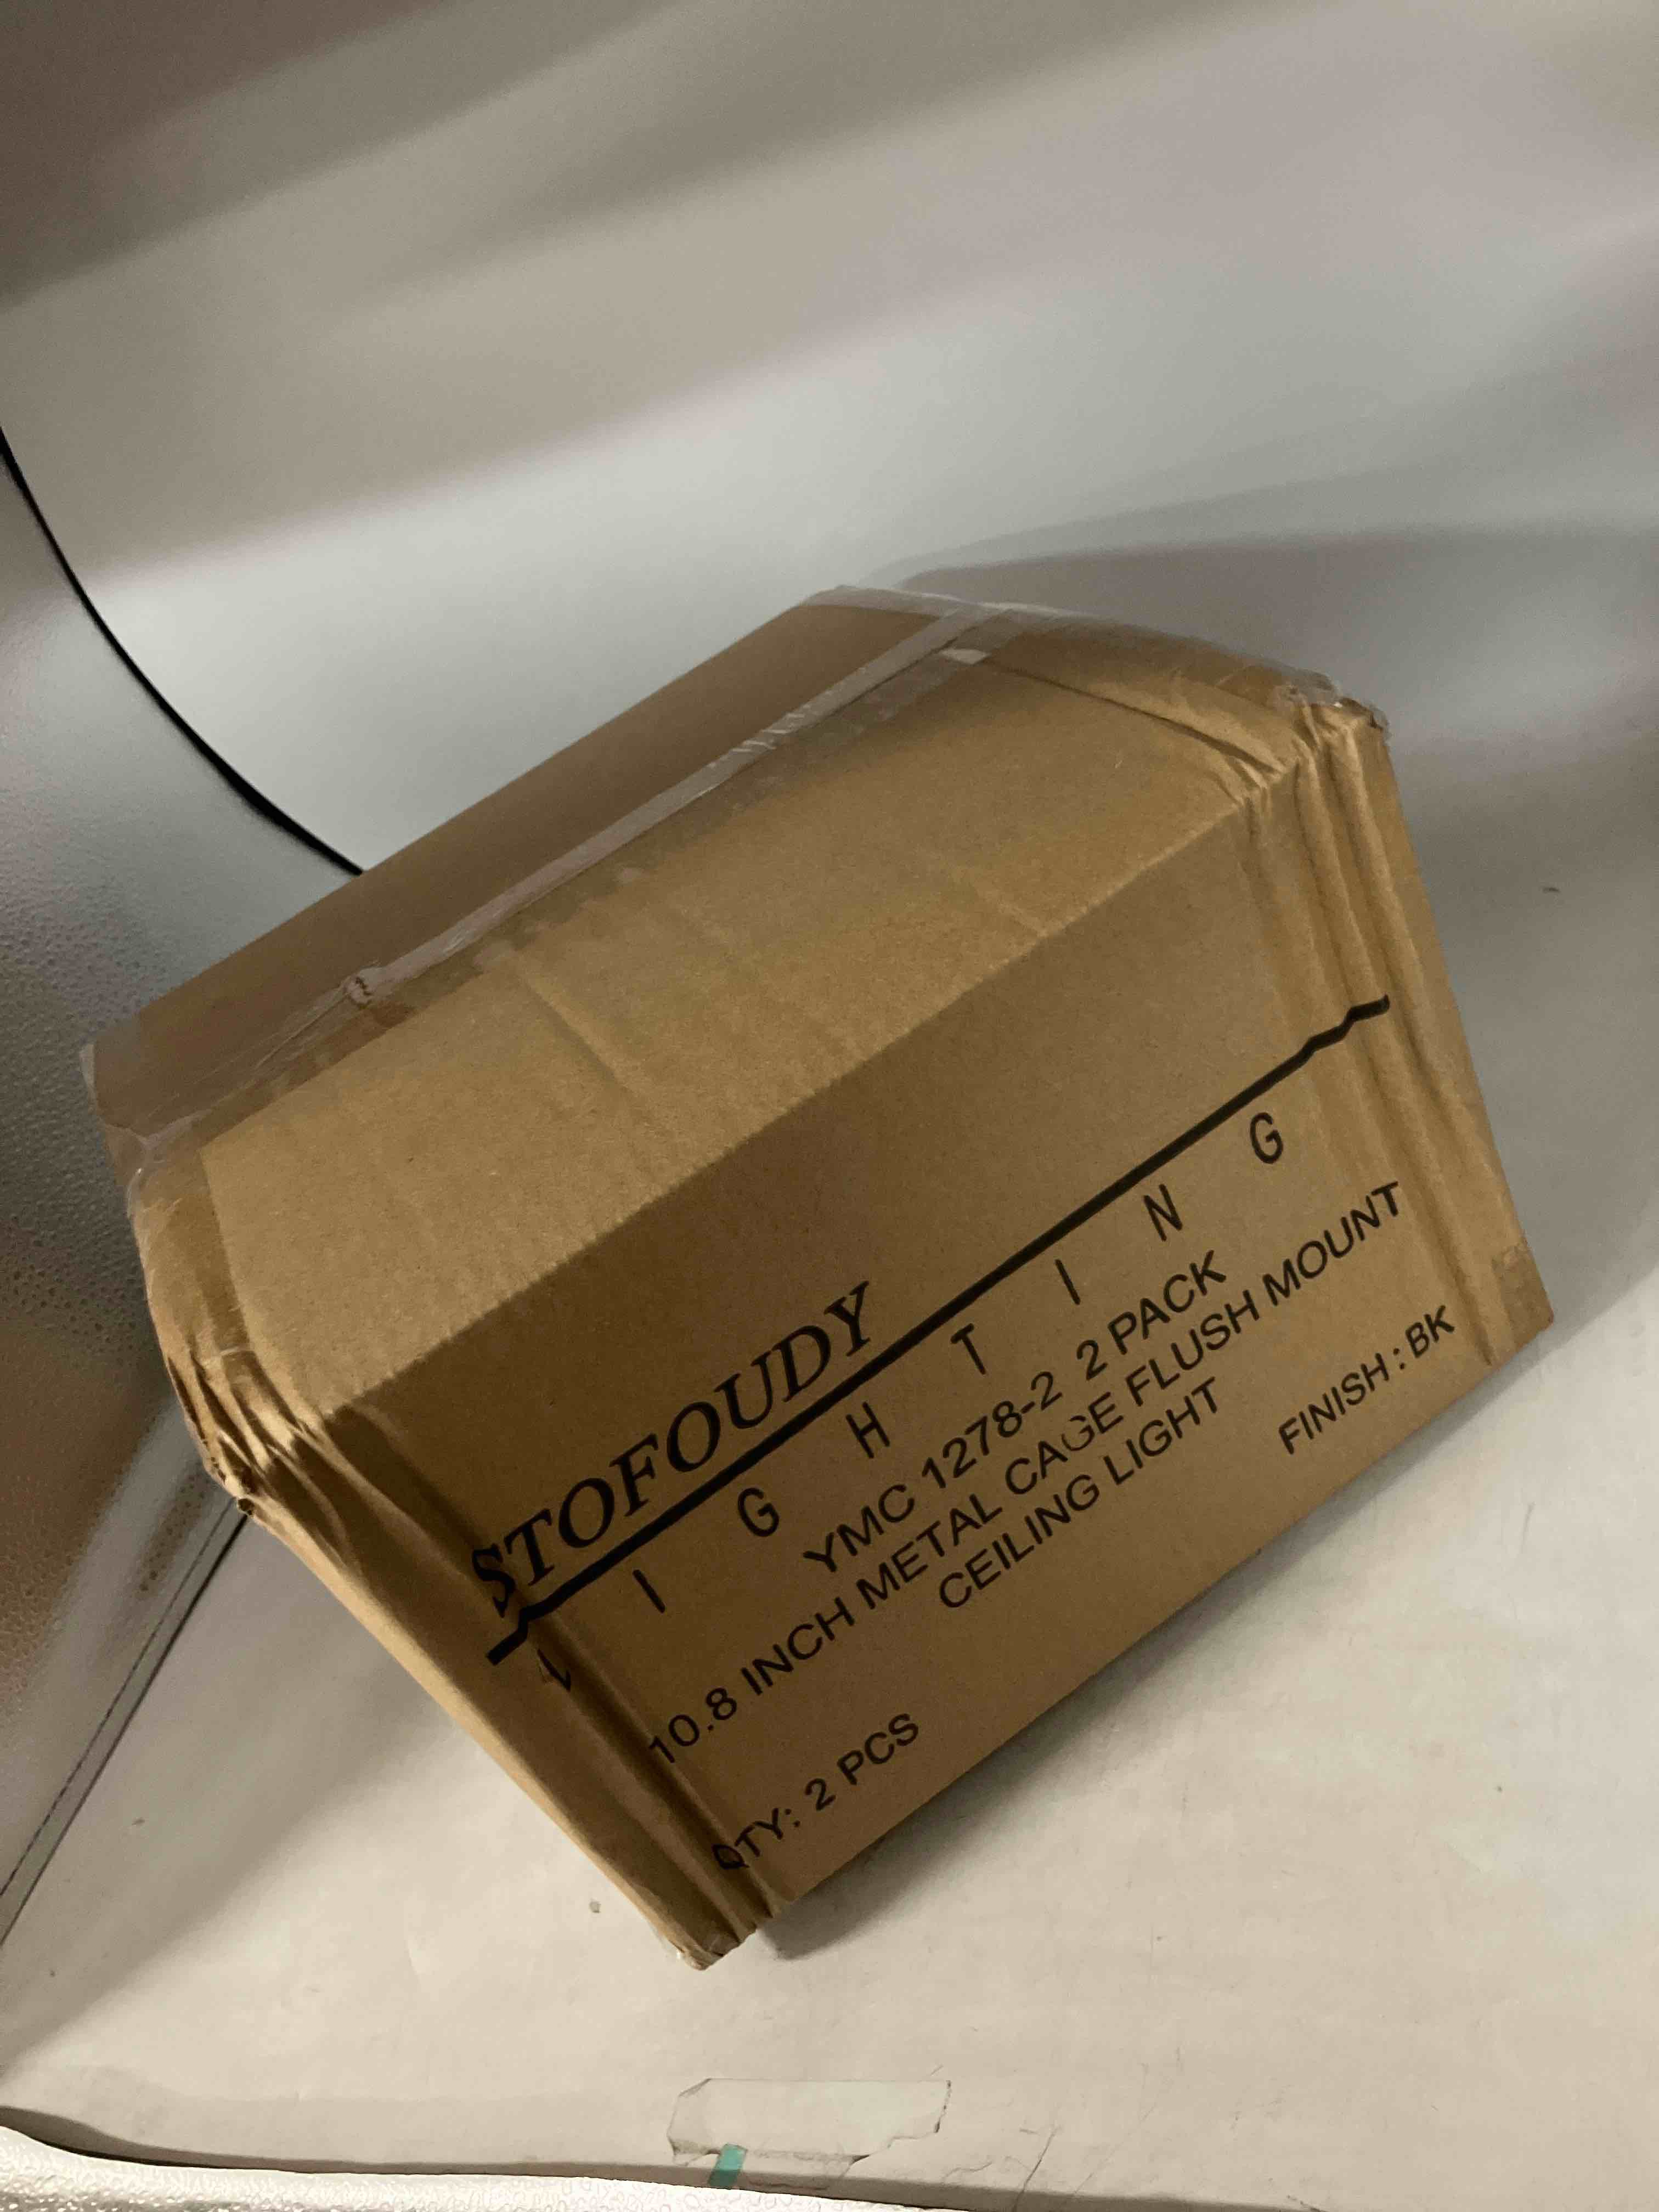 STOFOUDY
LIGHTING
YMC 1278-2 2 PACK
10.8 INCH METAL CAGE FLUSH MOUNT
CEILING LIGHT
QTY: 2 PCS FINISH : BK